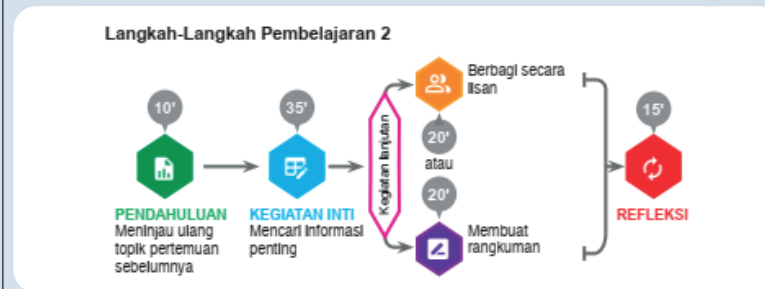 Langkah-Langkah Pembelajaran 2
10'
PENDAHULUAN
Meninjau ulang
topik pertemuan
sebelumnya
35'
KEGIATAN INTI
Mencari informasi
penting
Kegiatan lanjutan
Berbagi secara
lisan
20'
atau
20'
Membuat
rangkuman
15'
REFLEKSI